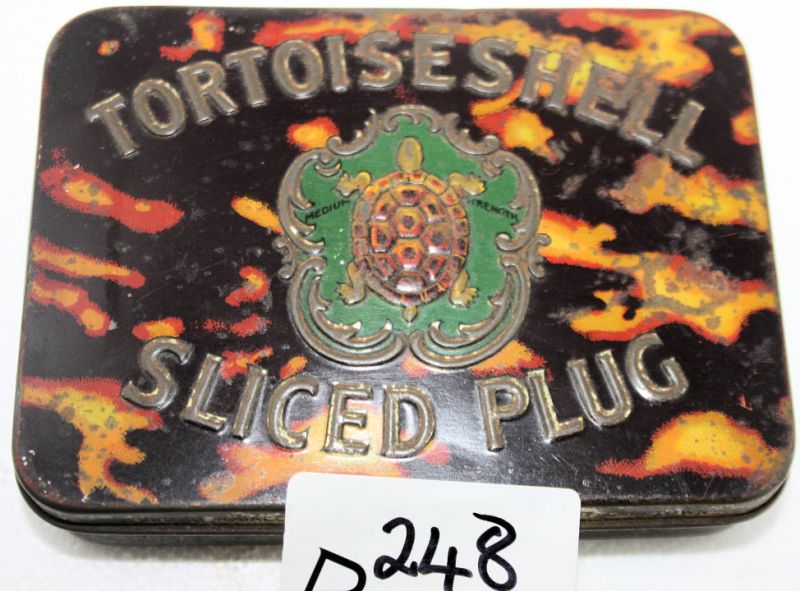 TORTOISESHELL
MEDIUM STRENGTH
SLICED PLUG
248